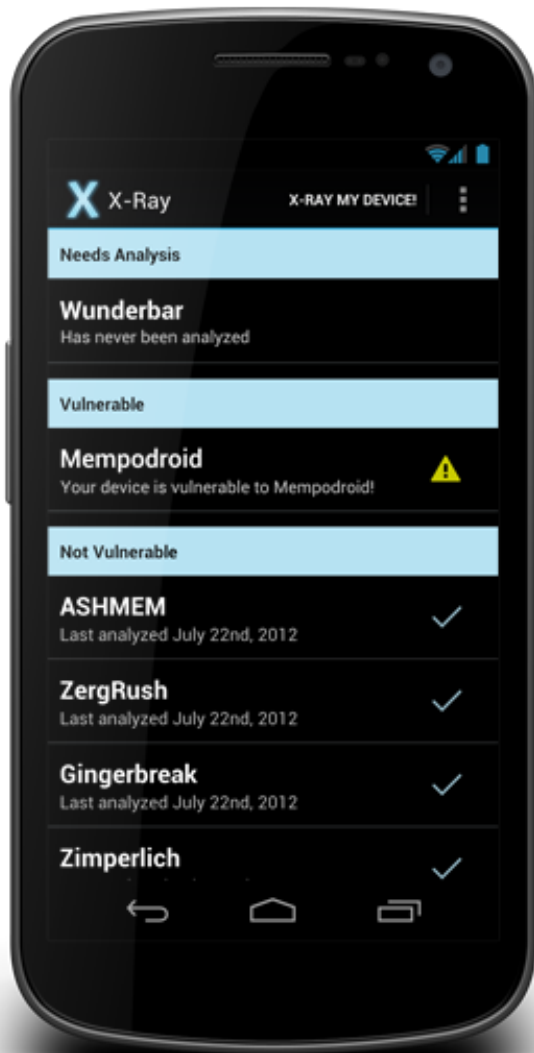 X X-Ray X-RAY MY DEVICE!
Needs Analysis
Wunderbar
Has never been analyzed
Vulnerable
Mempodroid
Your device is vulnerable to Mempodroid!
Not Vulnerable
ASHMEM
Last analyzed July 22nd, 2012
ZergRush
Last analyzed July 22nd, 2012
Gingerbreak
Last analyzed July 22nd, 2012
Zimperlich